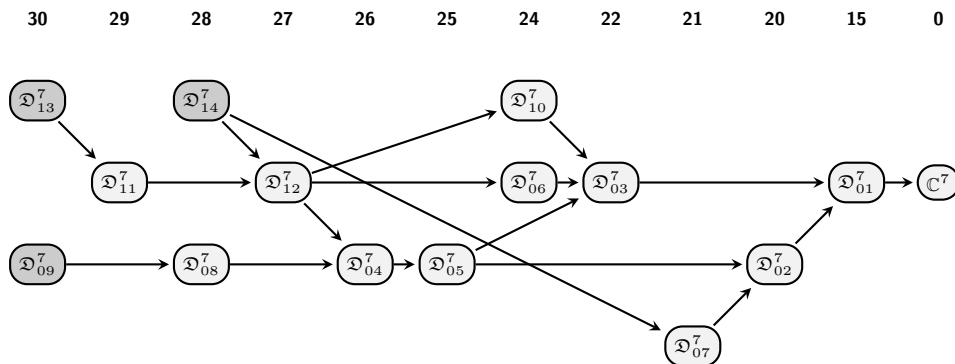 30 29 28 27 26 25 24 22 21 20 15 0
𝔇⁷₁₃ 𝔇⁷₁₄ 𝔇⁷₁₀
𝔇⁷₁₁ 𝔇⁷₁₂ 𝔇⁷₀₆ 𝔇⁷₀₃ 𝔇⁷₀₁ ℂ⁷
𝔇⁷₀₉ 𝔇⁷₀₈ 𝔇⁷₀₄ 𝔇⁷₀₅ 𝔇⁷₀₂
𝔇⁷₀₇